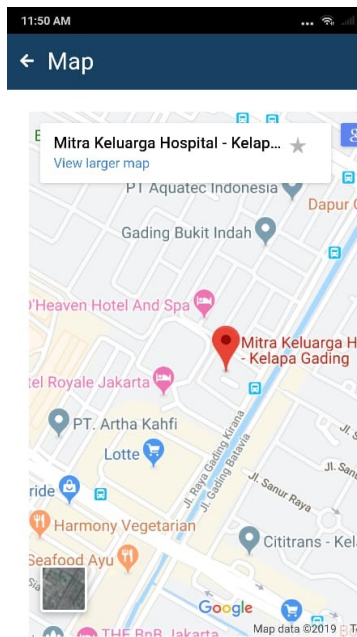 11:50 AM
Map
Mitra Keluarga Hospital - Kelap...
View larger map
PT Aquatec Indonesia
Dapur
Gading Bukit Indah
D'Heaven Hotel And Spa
Mitra Keluarga H
- Kelapa Gading
tel Royale Jakarta
PT. Artha Kahfi
Lotte
Jl. Raya Gading Kirana
Jl. Gading Batavia
Jl. Sanur Raya
Jl. San
ride
Harmony Vegetarian
Seafood Ayu
Cititrans - Kel
Google
THE BnB Jakarta
Map data ©2019